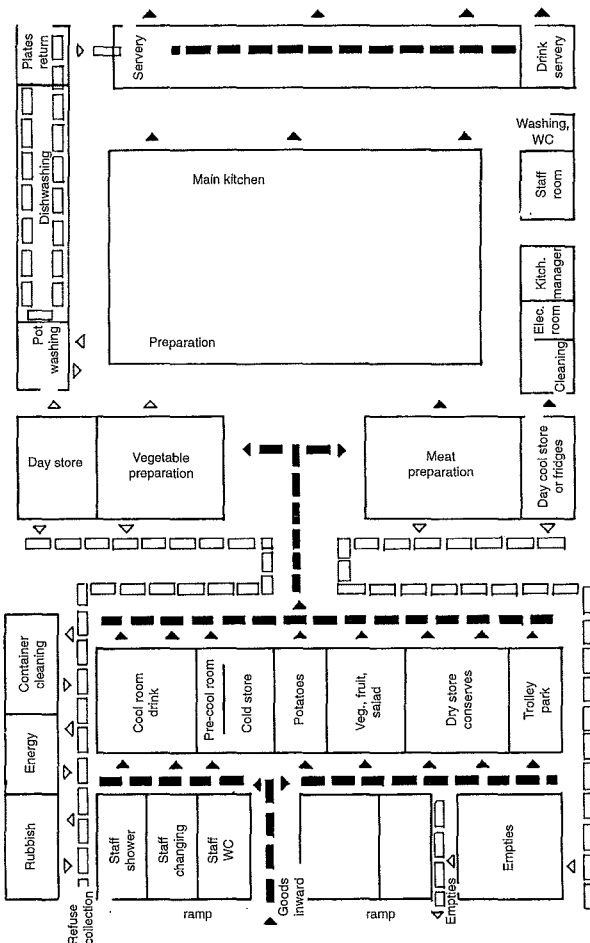 Plates
return
Servery
Drink
servery
Washing,
WC
Dishwashing
Main kitchen
Staff
room
Kitch.
manager
Elec.
room
Pot
washing
Preparation
Cleaning
Day store
Vegetable
preparation
Meat
preparation
Day cool store
or fridges
Container
cleaning
Cool room
drink
Pre-cool room
Cold store
Potatoes
Veg., fruit,
salad
Dry store
conserves
Trolley
park
Energy
Rubbish
Staff
shower
Staff
changing
Staff
WC
Goods
inward
Empties
Empties
Refuse
collection
ramp
ramp